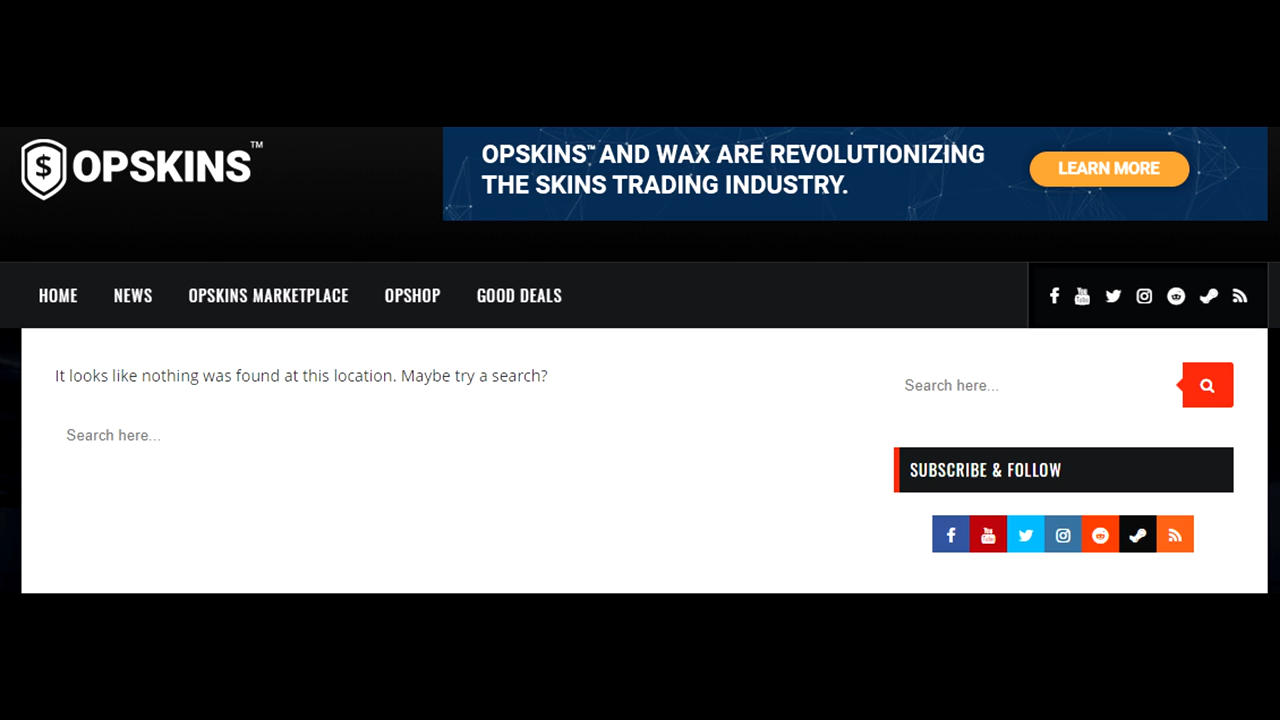 OPSKINS™
OPSKINS™ AND WAX ARE REVOLUTIONIZING
THE SKINS TRADING INDUSTRY.
LEARN MORE
HOME NEWS OPSKINS MARKETPLACE OPSHOP GOOD DEALS
It looks like nothing was found at this location. Maybe try a search?
Search here...
Search here...
SUBSCRIBE & FOLLOW